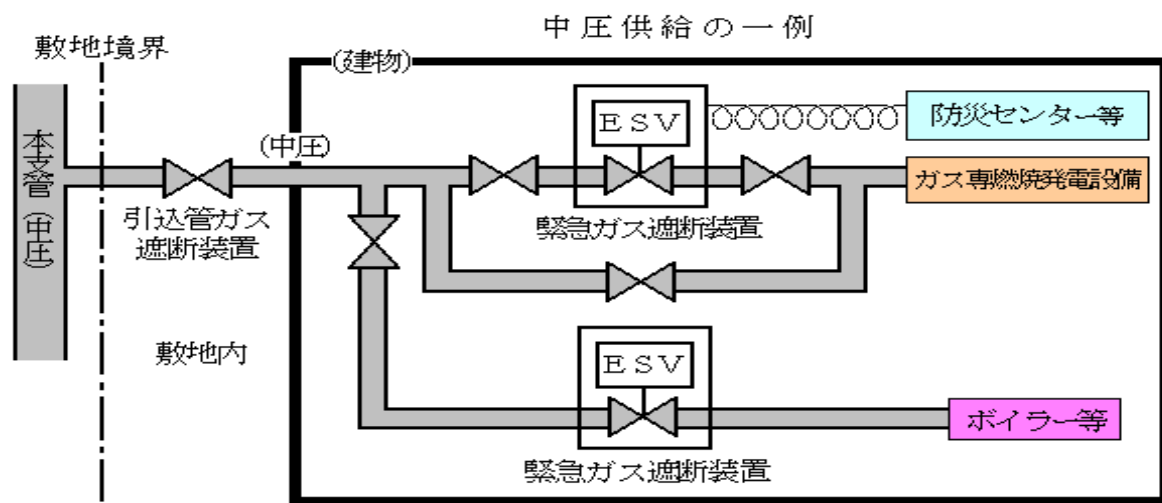 中圧供給の一例
敷地境界
(建物)
ESV
防災センター等
本支管(中圧)
(中圧)
ガス専燃焼発電設備
引込管ガス
遮断装置
緊急ガス遮断装置
敷地内
ESV
ボイラー等
緊急ガス遮断装置